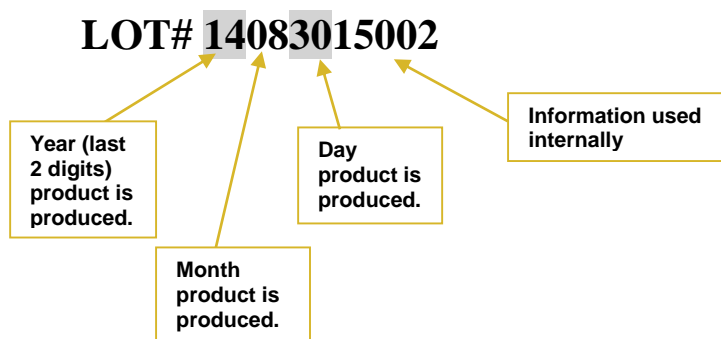 LOT# 14083015002
Year (last
2 digits)
product is
produced.
Month
product is
produced.
Day
product is
produced.
Information used
internally